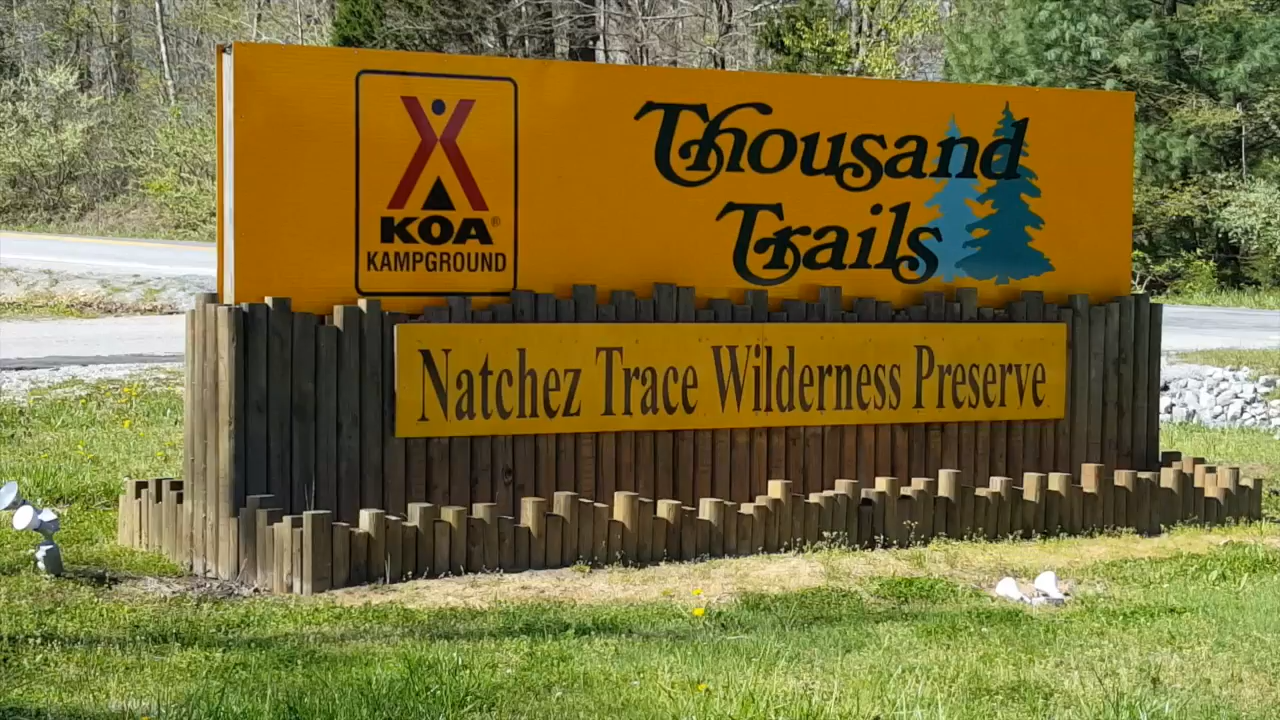 KOA®
KAMPGROUND
Thousand
Trails
Natchez Trace Wilderness Preserve